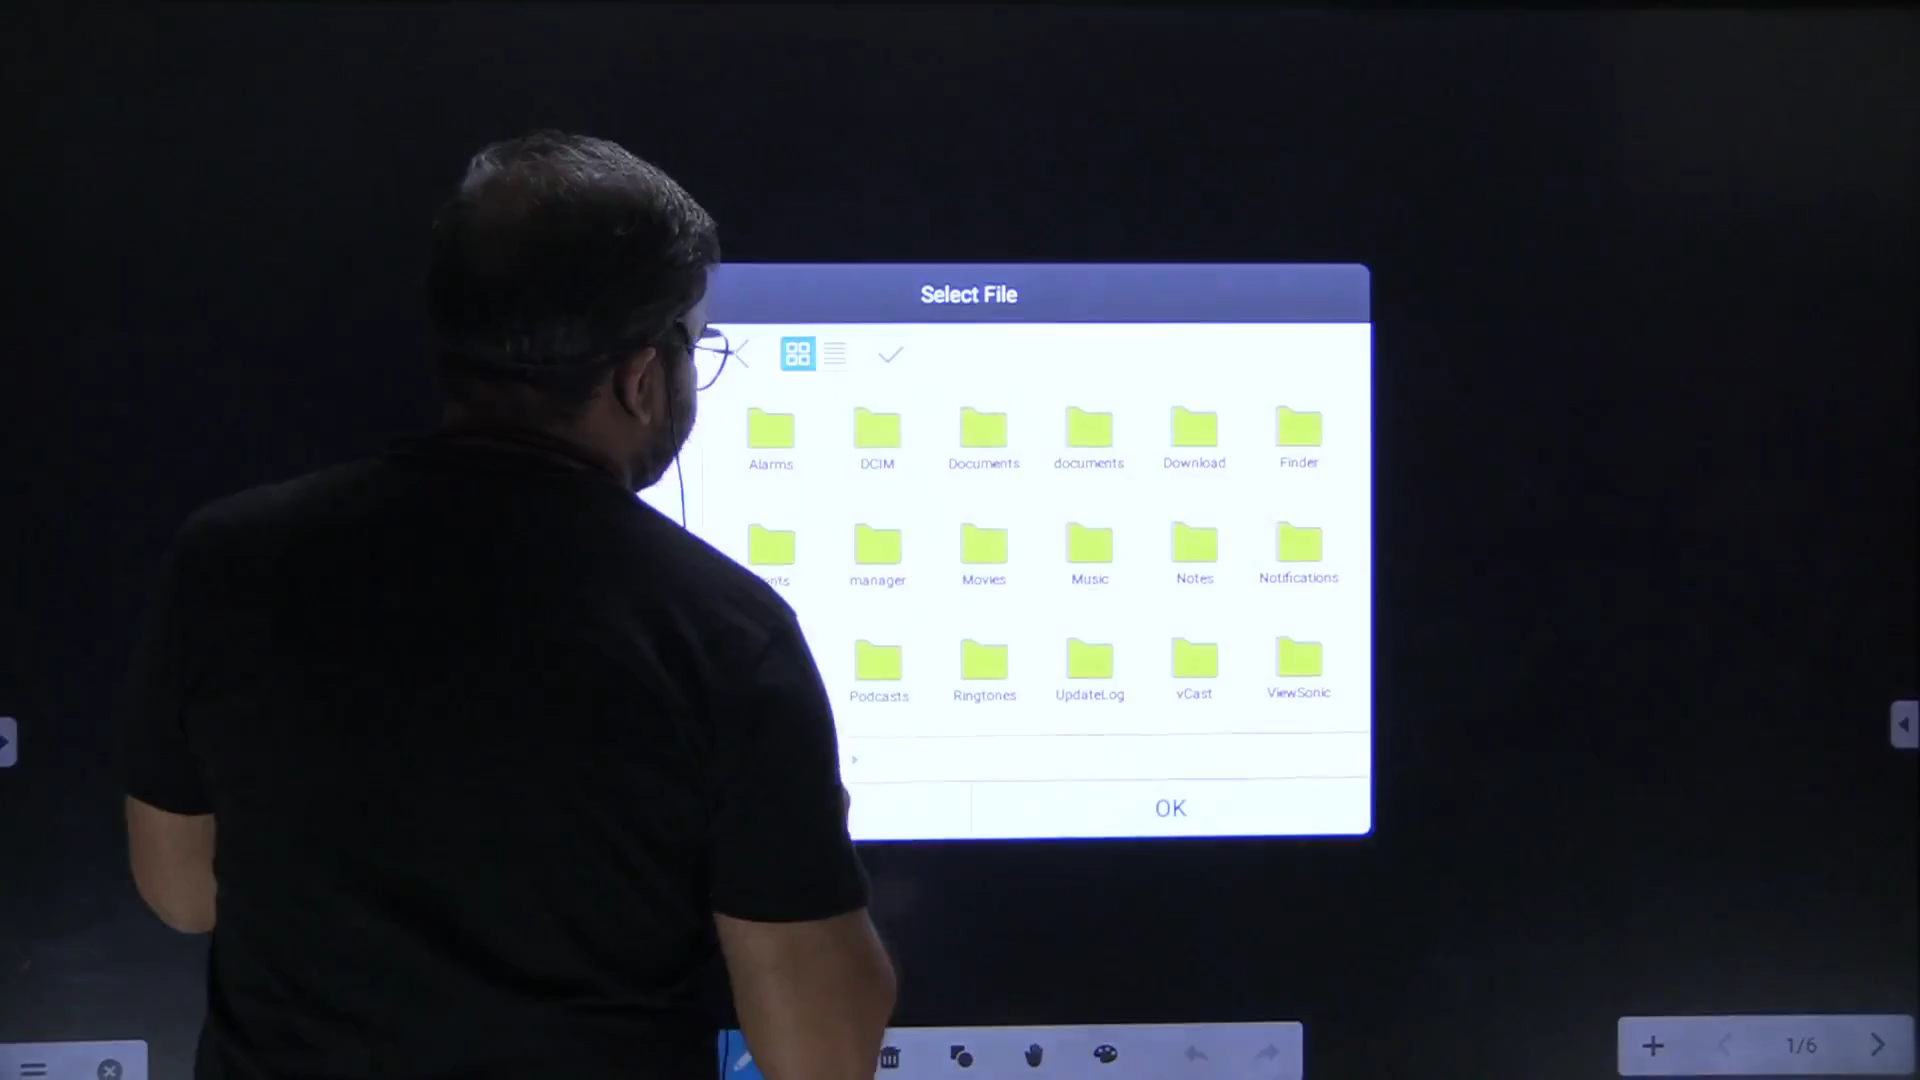 Select File
Alarms DCIM Documents documents Download Finder
manager Movies Music Notes Notifications
Podcasts Ringtones UpdateLog vCast ViewSonic
OK
1/6